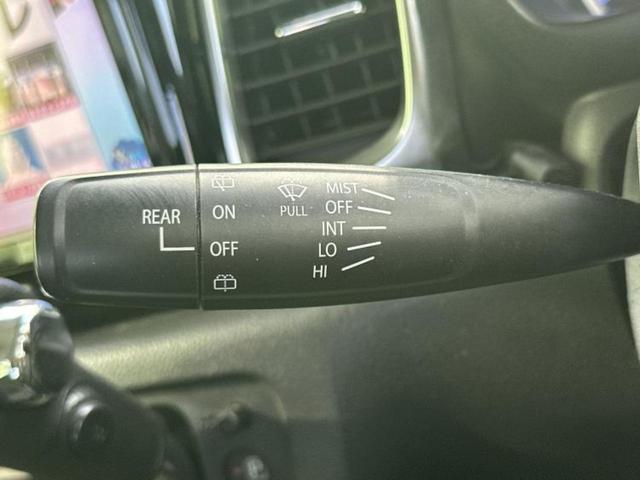 REAR
ON
OFF
PULL
MIST
OFF
INT
LO
HI